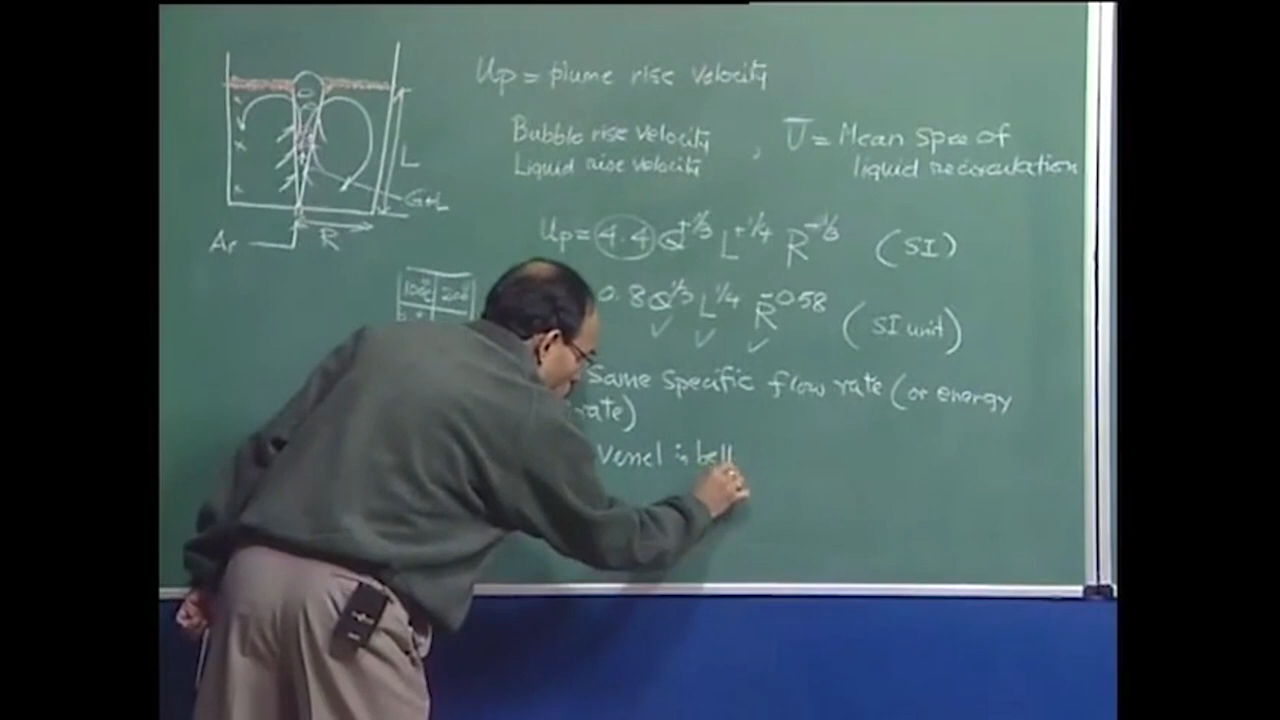 Up = plume rise velocity
Bubble rise velocity
Liquid rise velocity
, U̅ = Mean Speed of
liquid recirculation
L
G+L
Ar
R
Up = 4.4 Q^+1/3 L^+1/4 R^-1/3 (SI)
0.8 Q^1/3 L^1/4 R^-0.58 (SI unit)
Same specific flow rate (or energy
rate)
Vessel is bell